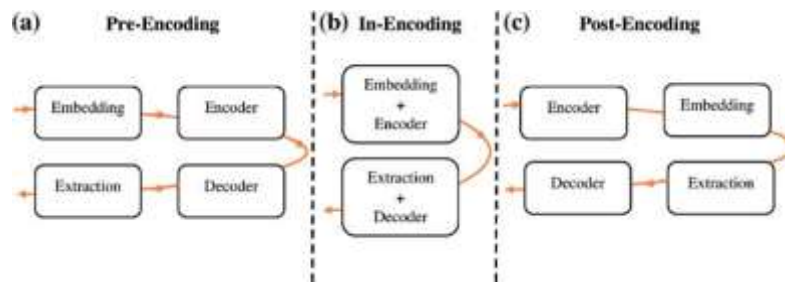 (a) Pre-Encoding
Embedding
Encoder
Extraction
Decoder
(b) In-Encoding
Embedding
+
Encoder
Extraction
+
Decoder
(c) Post-Encoding
Encoder
Embedding
Decoder
Extraction